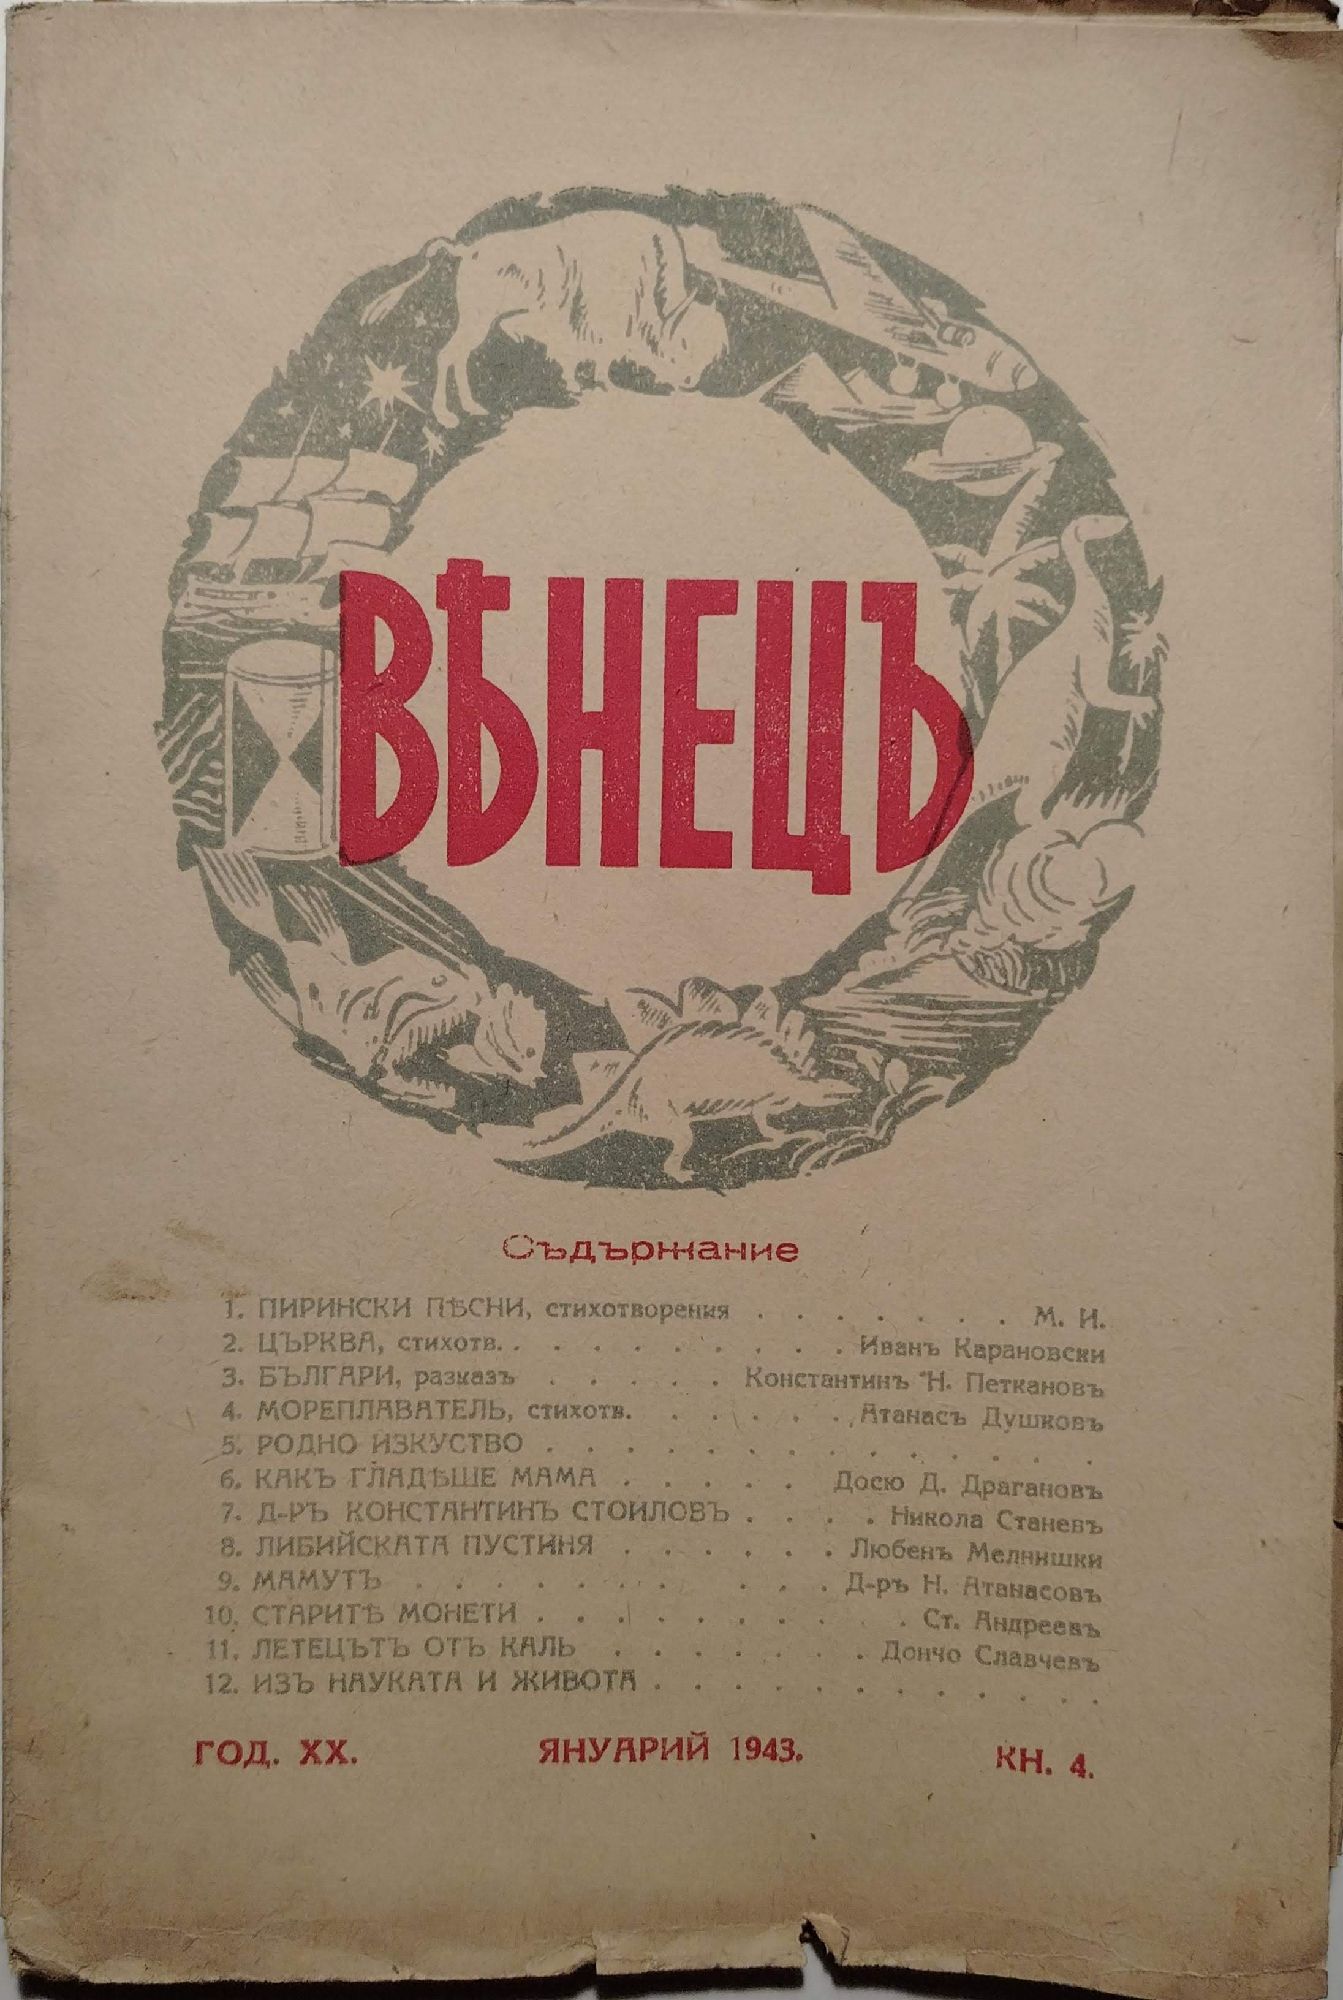 ВѢНЕЦЪ
Съдържание
1. ПИРИНСКИ ПѢСНИ, стихотворения . . . . . . . М. И.
2. ЦЪРКВА, стихотв. . . . . . . . . . Иванъ Карановски
3. БЪЛГАРИ, разказъ . . . . . Константинъ Н. Петкановъ
4. МОРЕПЛАВАТЕЛЬ, стихотв. . . . . . Атанасъ Душковъ
5. РОДНО ИЗКУСТВО . . . . . . . . . . . . . .
6. КАКЪ ГЛАДѢШЕ МАМА . . . . . Досю Д. Драгановъ
7. Д-РЪ КОНСТАНТИНЪ СТОИЛОВЪ . . . . Никола Станевъ
8. ЛИБИЙСКАТА ПУСТИНЯ . . . . . . Любенъ Мелнишки
9. МАМУТЪ . . . . . . . . . . Д-ръ Н. Атанасовъ
10. СТАРИТѢ МОНЕТИ . . . . . . . . . . Ст. Андреевъ
11. ЛЕТЕЦЪТЪ ОТЪ КАЛЬ . . . . . . . Дончо Славчевъ
12. ИЗЪ НАУКАТА И ЖИВОТА . . . . . . . . . . . .
ГОД. XX. ЯНУАРИЙ 1943. КН. 4.